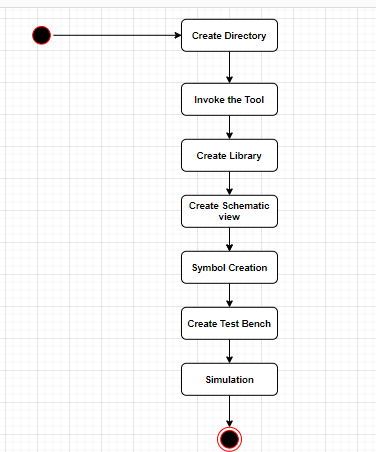 Create Directory
Invoke the Tool
Create Library
Create Schematic
view
Symbol Creation
Create Test Bench
Simulation